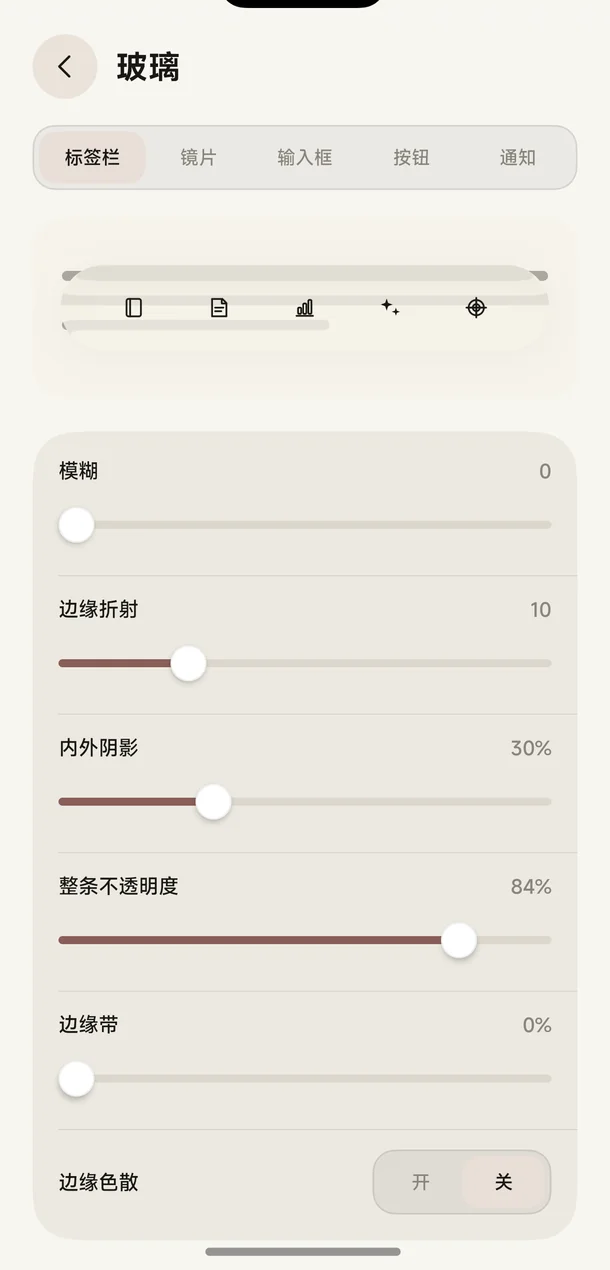 玻璃
标签栏 镜片 输入框 按钮 通知
模糊 0
边缘折射 10
内外阴影 30%
整条不透明度 84%
边缘带 0%
边缘色散 开 关